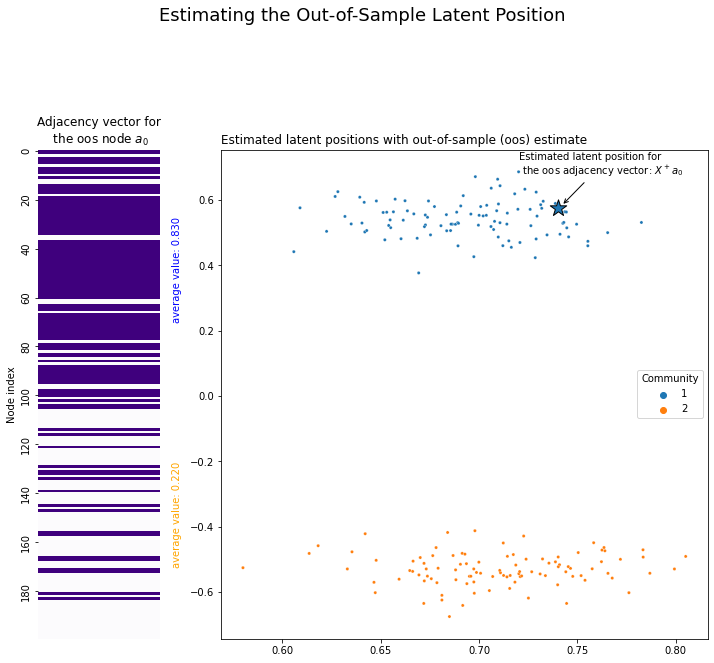 Estimating the Out-of-Sample Latent Position
Adjacency vector for
the oos node a₀
Node index
0
20
40
60
80
100
120
140
160
180
average value: 0.830
average value: 0.220
Estimated latent positions with out-of-sample (oos) estimate
Estimated latent position for
the oos adjacency vector: X⁺a₀
0.6
0.4
0.2
0.0
−0.2
−0.4
−0.6
Community
1
2
0.60 0.65 0.70 0.75 0.80